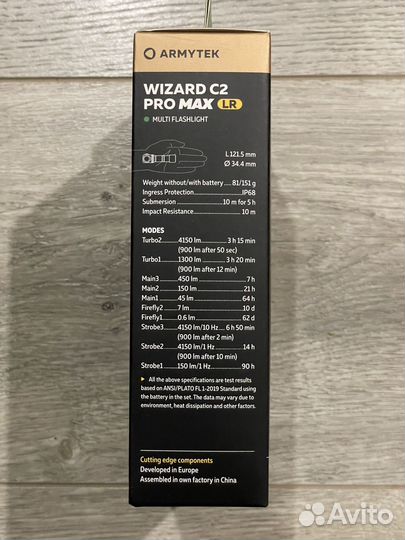 ARMYTEK
WIZARD C2
PRO MAX LR
MULTI FLASHLIGHT
L 121.5 mm
Ø 34.4 mm
Weight without/with battery.....81/151 g
Ingress Protection.....IP68
Submersion.....10 m for 5 h
Impact Resistance.....10 m
MODES
Turbo2.....4150 lm.....3 h 15 min
(900 lm after 50 sec)
Turbo1.....1300 lm.....3 h 20 min
(900 lm after 12 min)
Main3.....450 lm.....7 h
Main2.....150 lm.....21 h
Main1.....45 lm.....64 h
Firefly2.....7 lm.....10 d
Firefly1.....0.6 lm.....62 d
Strobe3.....4150 lm/10 Hz.....6 h 50 min
(900 lm after 2 min)
Strobe2.....4150 lm/1 Hz.....14 h
(900 lm after 10 min)
Strobe1.....150 lm/1 Hz.....90 h
▶ All the above specifications are test results
based on ANSI/PLATO FL 1-2019 Standard using
the battery in the set. The data may vary due to
environment, heat dissipation and other factors.
Cutting edge components
Developed in Europe
Assembled in own factory in China
Avito